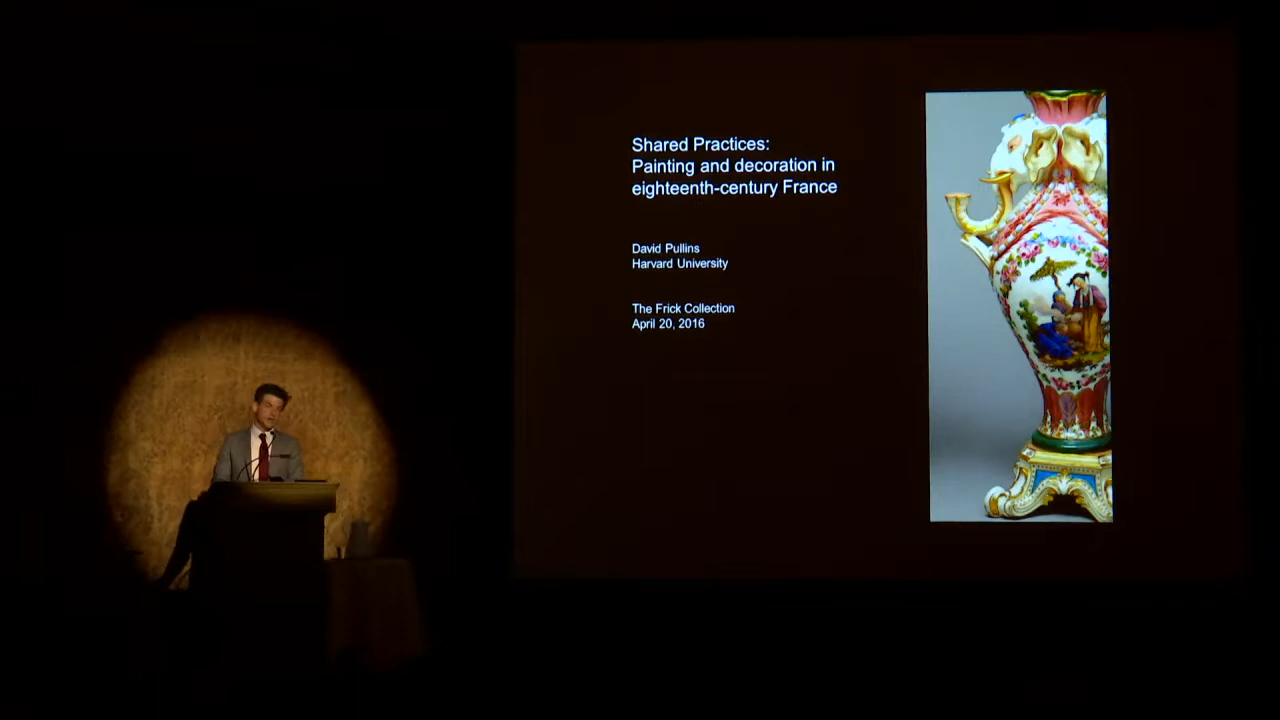 Shared Practices:
Painting and decoration in
eighteenth-century France
David Pullins
Harvard University
The Frick Collection
April 20, 2016